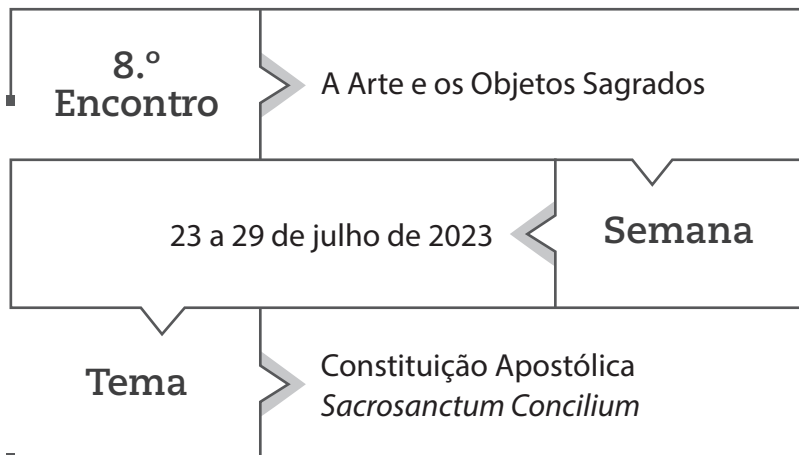 8.º
Encontro
A Arte e os Objetos Sagrados
23 a 29 de julho de 2023
Semana
Tema
Constituição Apostólica
Sacrosanctum Concilium